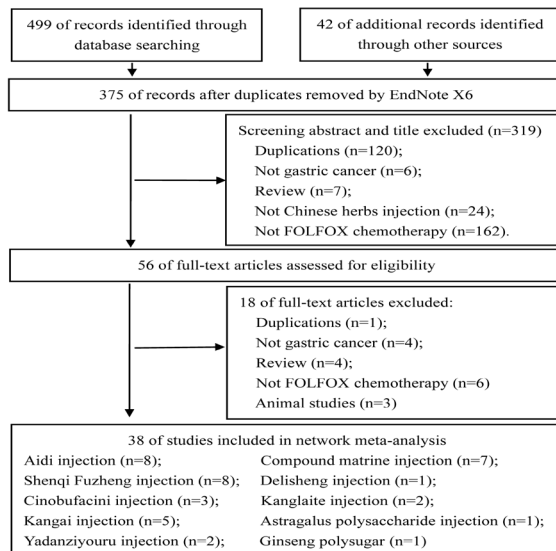 499 of records identified through
database searching
42 of additional records identified
through other sources
375 of records after duplicates removed by EndNote X6
Screening abstract and title excluded (n=319)
Duplications (n=120);
Not gastric cancer (n=6);
Review (n=7);
Not Chinese herbs injection (n=24);
Not FOLFOX chemotherapy (n=162).
56 of full-text articles assessed for eligibility
18 of full-text articles excluded:
Duplications (n=1);
Not gastric cancer (n=4);
Review (n=4);
Not FOLFOX chemotherapy (n=6)
Animal studies (n=3)
38 of studies included in network meta-analysis
Aidi injection (n=8); Compound matrine injection (n=7);
Shenqi Fuzheng injection (n=8); Delisheng injection (n=1);
Cinobufacini injection (n=3); Kanglaite injection (n=2);
Kangai injection (n=5); Astragalus polysaccharide injection (n=1);
Yadanziyouru injection (n=2); Ginseng polysugar (n=1)